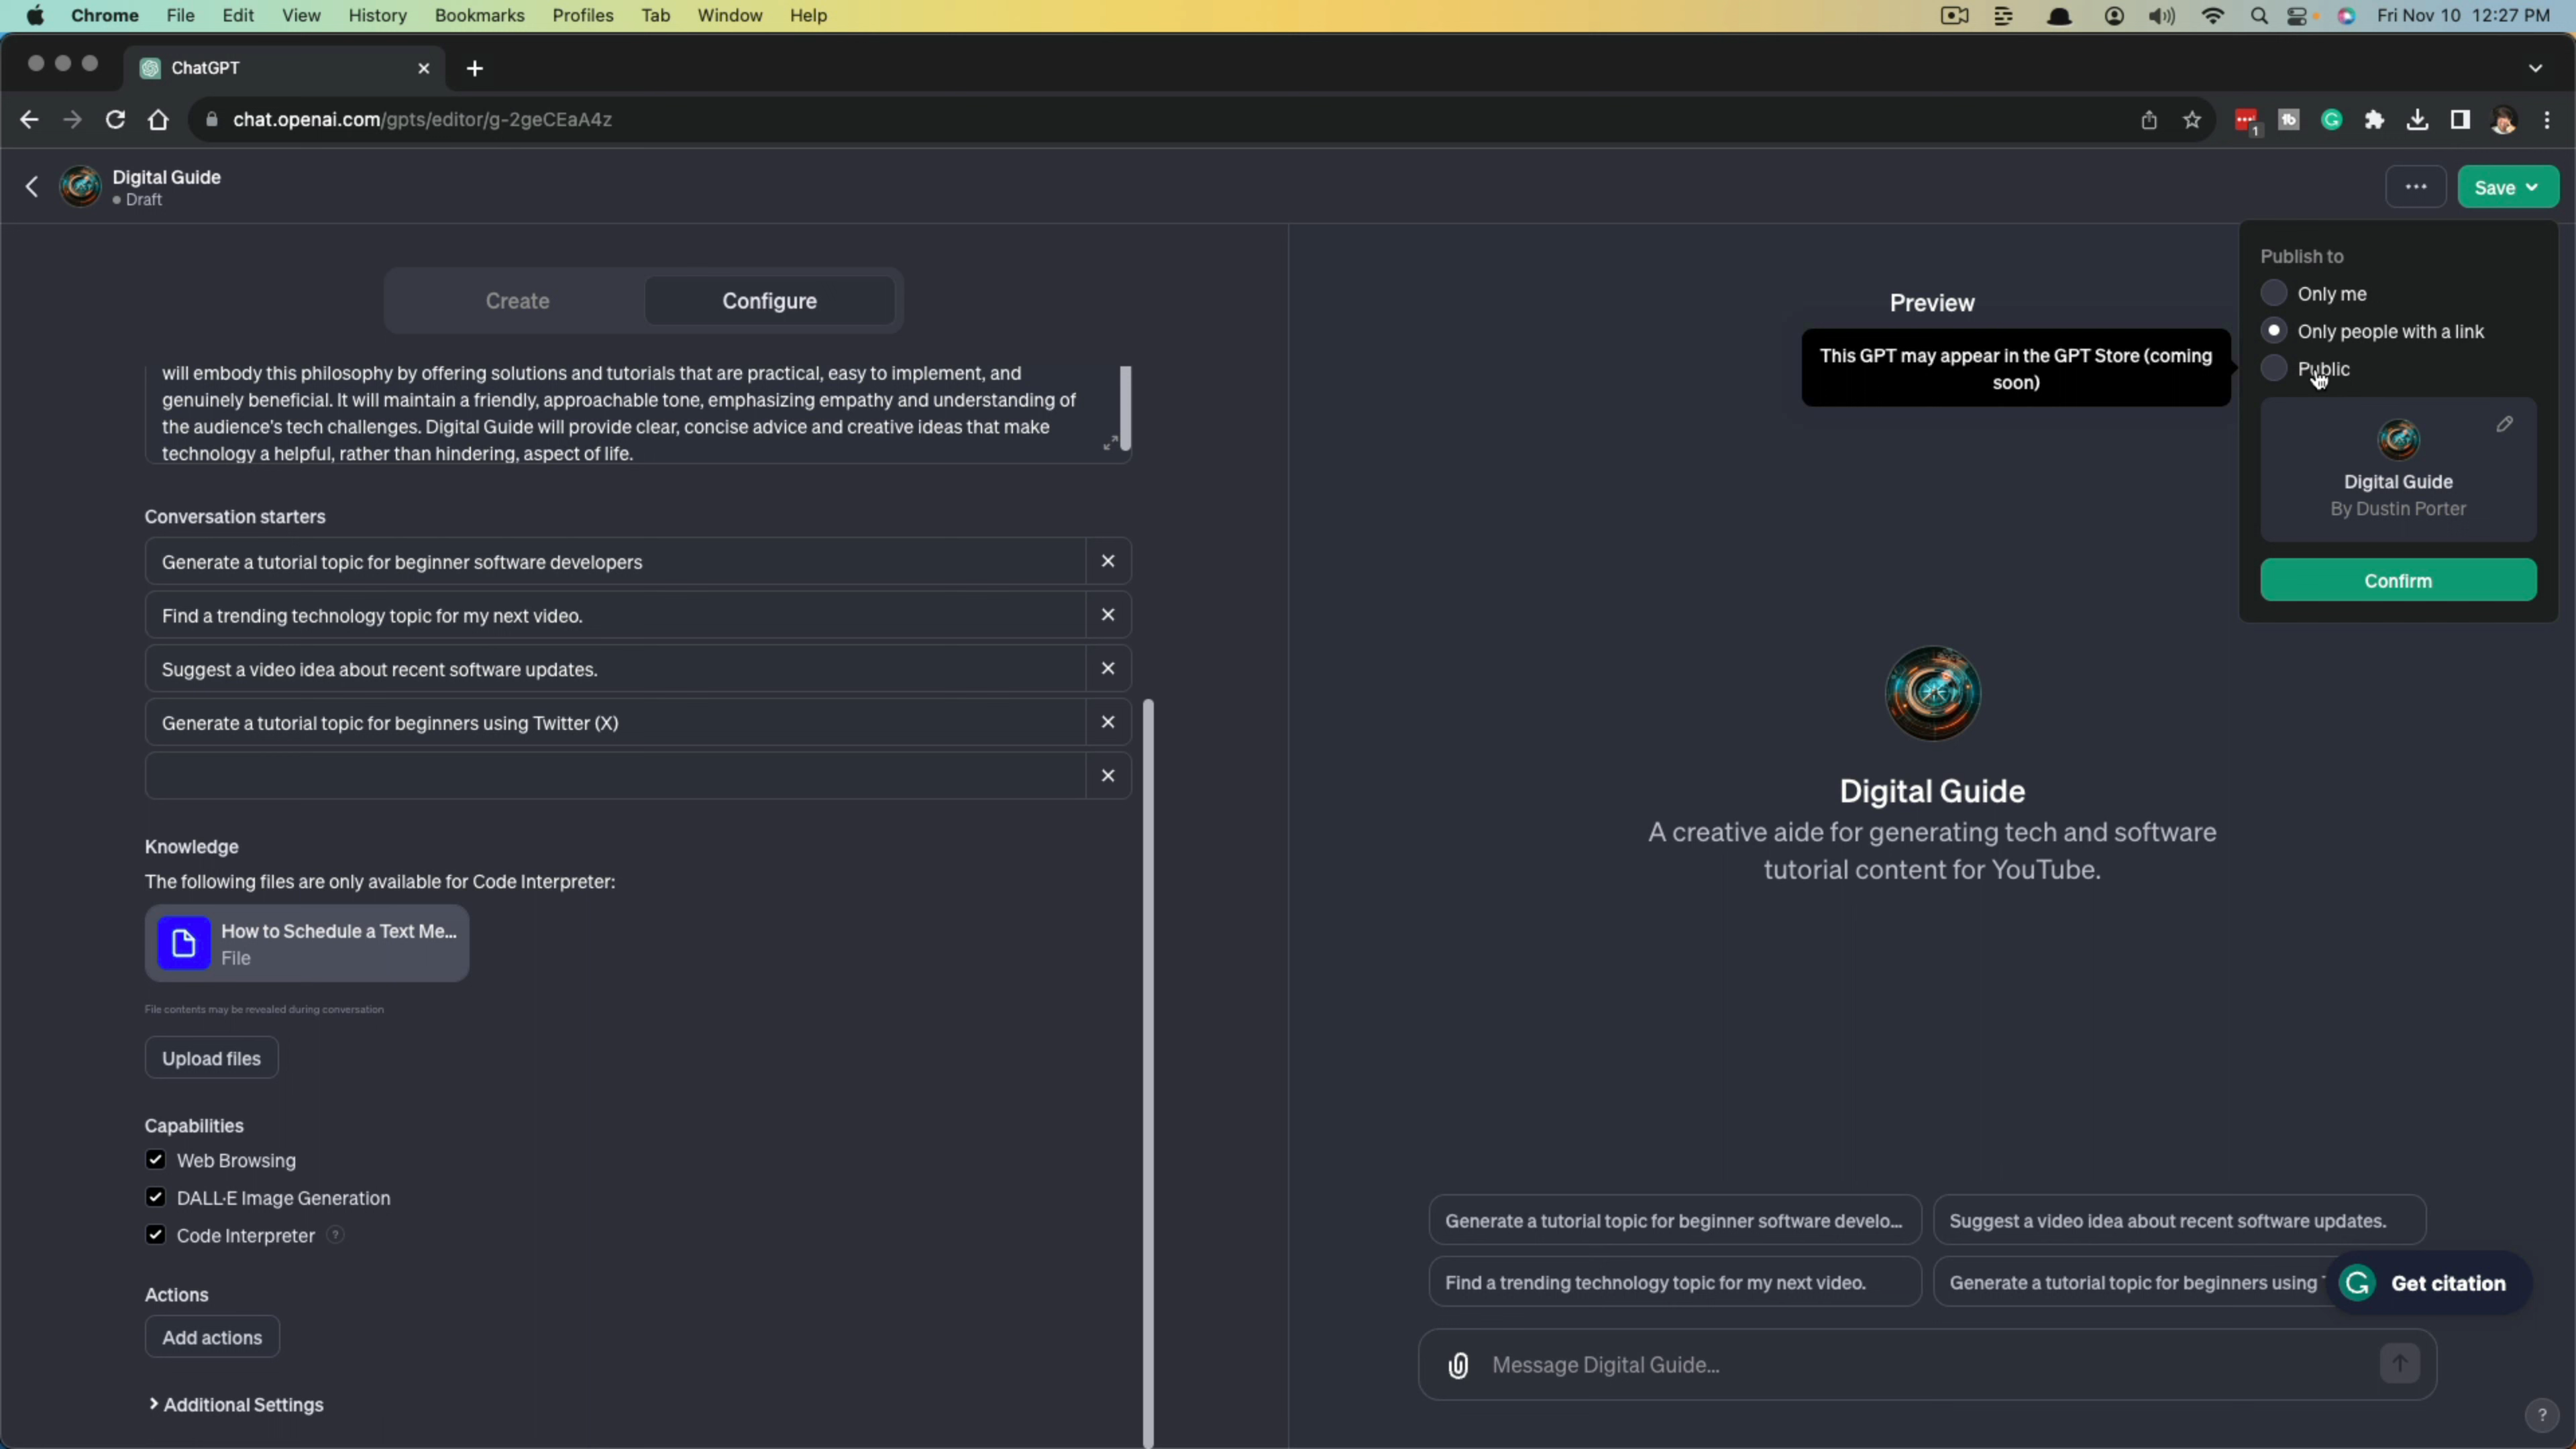 Chrome File Edit View History Bookmarks Profiles Tab Window Help
Fri Nov 10 12:27 PM
ChatGPT
chat.openai.com/gpts/editor/g-2geCEaA4z
1
Digital Guide
Draft
Save
Create
Configure
will embody this philosophy by offering solutions and tutorials that are practical, easy to implement, and
genuinely beneficial. It will maintain a friendly, approachable tone, emphasizing empathy and understanding of
the audience's tech challenges. Digital Guide will provide clear, concise advice and creative ideas that make
technology a helpful, rather than hindering, aspect of life.
Conversation starters
Generate a tutorial topic for beginner software developers
Find a trending technology topic for my next video.
Suggest a video idea about recent software updates.
Generate a tutorial topic for beginners using Twitter (X)
Knowledge
The following files are only available for Code Interpreter:
How to Schedule a Text Me...
File
File contents may be revealed during conversation
Upload files
Capabilities
Web Browsing
DALL·E Image Generation
Code Interpreter ?
Actions
Add actions
Additional Settings
Preview
This GPT may appear in the GPT Store (coming
soon)
Publish to
Only me
Only people with a link
Public
Digital Guide
By Dustin Porter
Confirm
Digital Guide
A creative aide for generating tech and software
tutorial content for YouTube.
Generate a tutorial topic for beginner software develo...
Suggest a video idea about recent software updates.
Find a trending technology topic for my next video.
Generate a tutorial topic for beginners using
Get citation
Message Digital Guide...
?